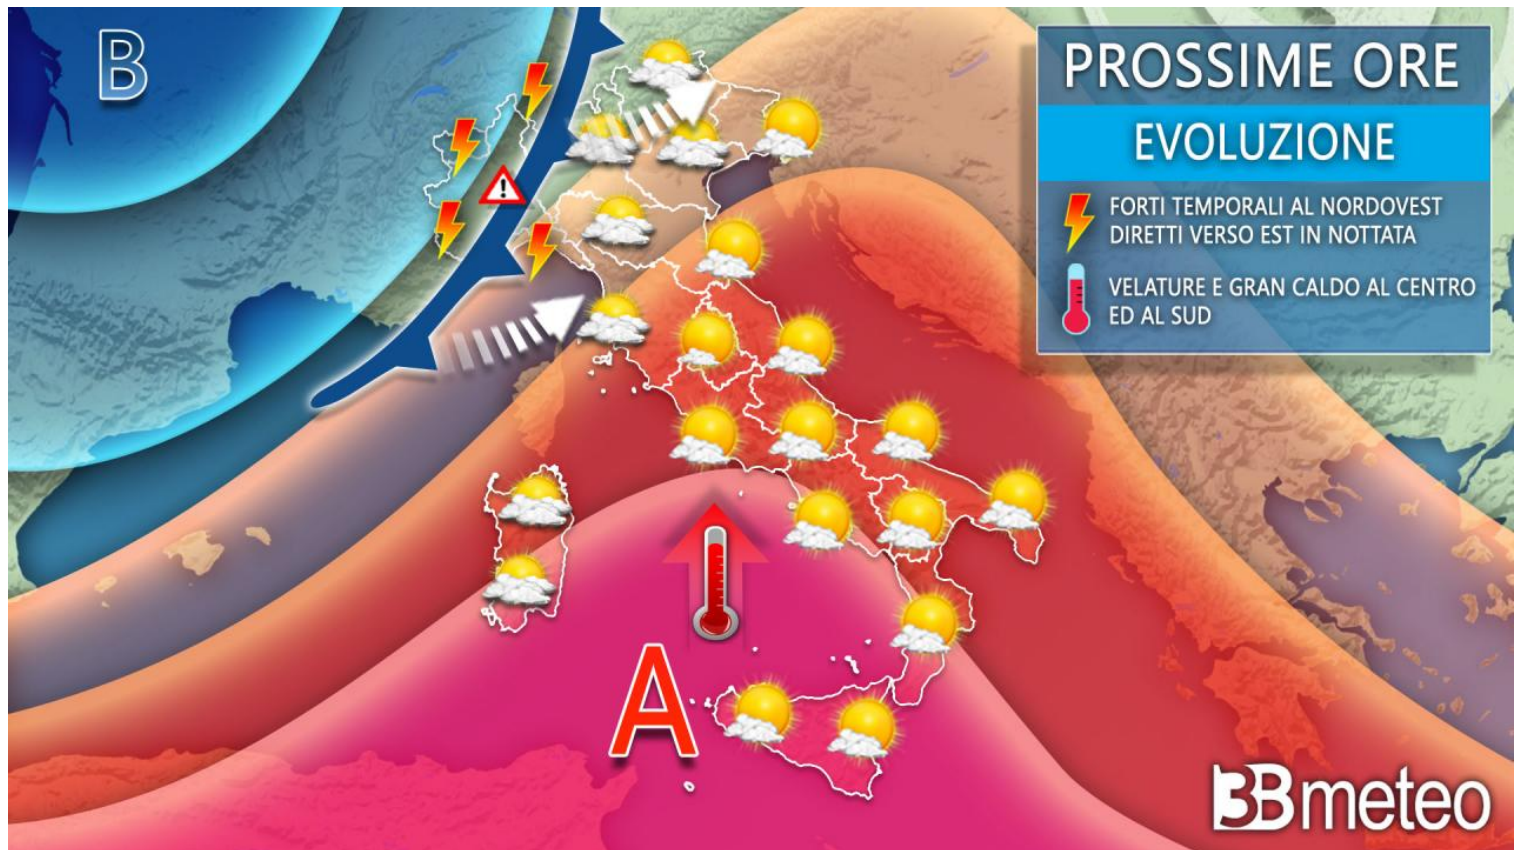 B
PROSSIME ORE
EVOLUZIONE
FORTI TEMPORALI AL NORDOVEST
DIRETTI VERSO EST IN NOTTATA
VELATURE E GRAN CALDO AL CENTRO
ED AL SUD
!
A
3Bmeteo